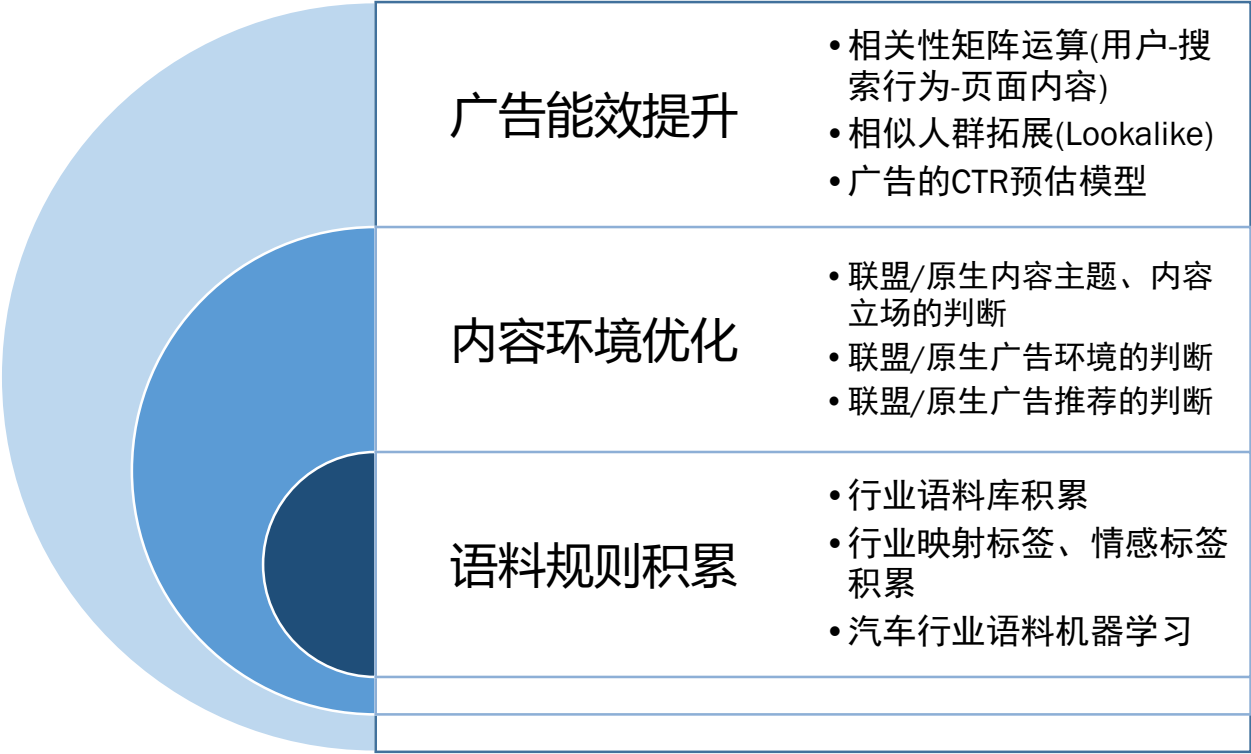 广告能效提升
•相关性矩阵运算(用户-搜
索行为-页面内容)
•相似人群拓展(Lookalike)
•广告的CTR预估模型
内容环境优化
•联盟/原生内容主题、内容
立场的判断
•联盟/原生广告环境的判断
•联盟/原生广告推荐的判断
语料规则积累
•行业语料库积累
•行业映射标签、情感标签
积累
•汽车行业语料机器学习